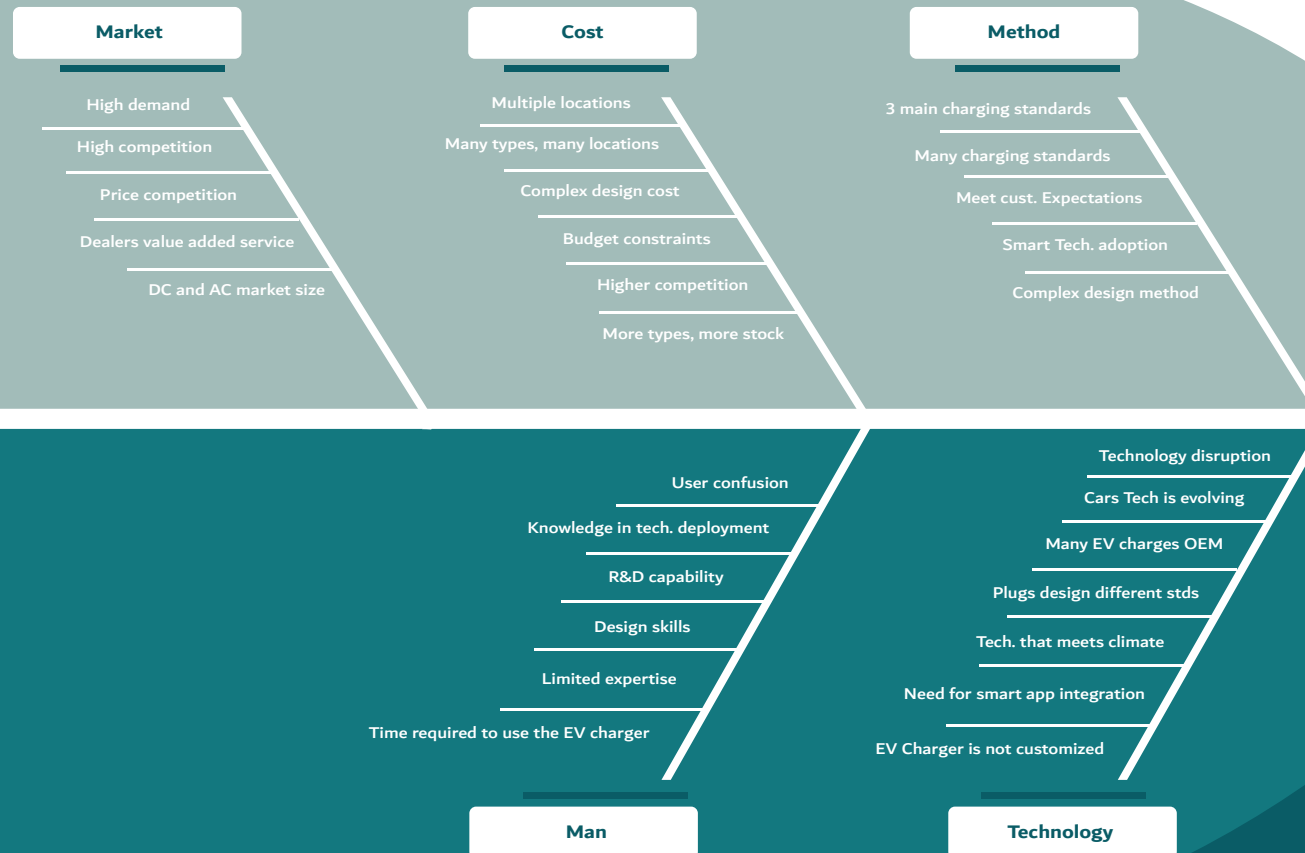 Market
High demand
High competition
Price competition
Dealers value added service
DC and AC market size
Cost
Multiple locations
Many types, many locations
Complex design cost
Budget constraints
Higher competition
More types, more stock
Method
3 main charging standards
Many charging standards
Meet cust. Expectations
Smart Tech. adoption
Complex design method
User confusion
Knowledge in tech. deployment
R&D capability
Design skills
Limited expertise
Time required to use the EV charger
Man
Technology disruption
Cars Tech is evolving
Many EV charges OEM
Plugs design different stds
Tech. that meets climate
Need for smart app integration
EV Charger is not customized
Technology